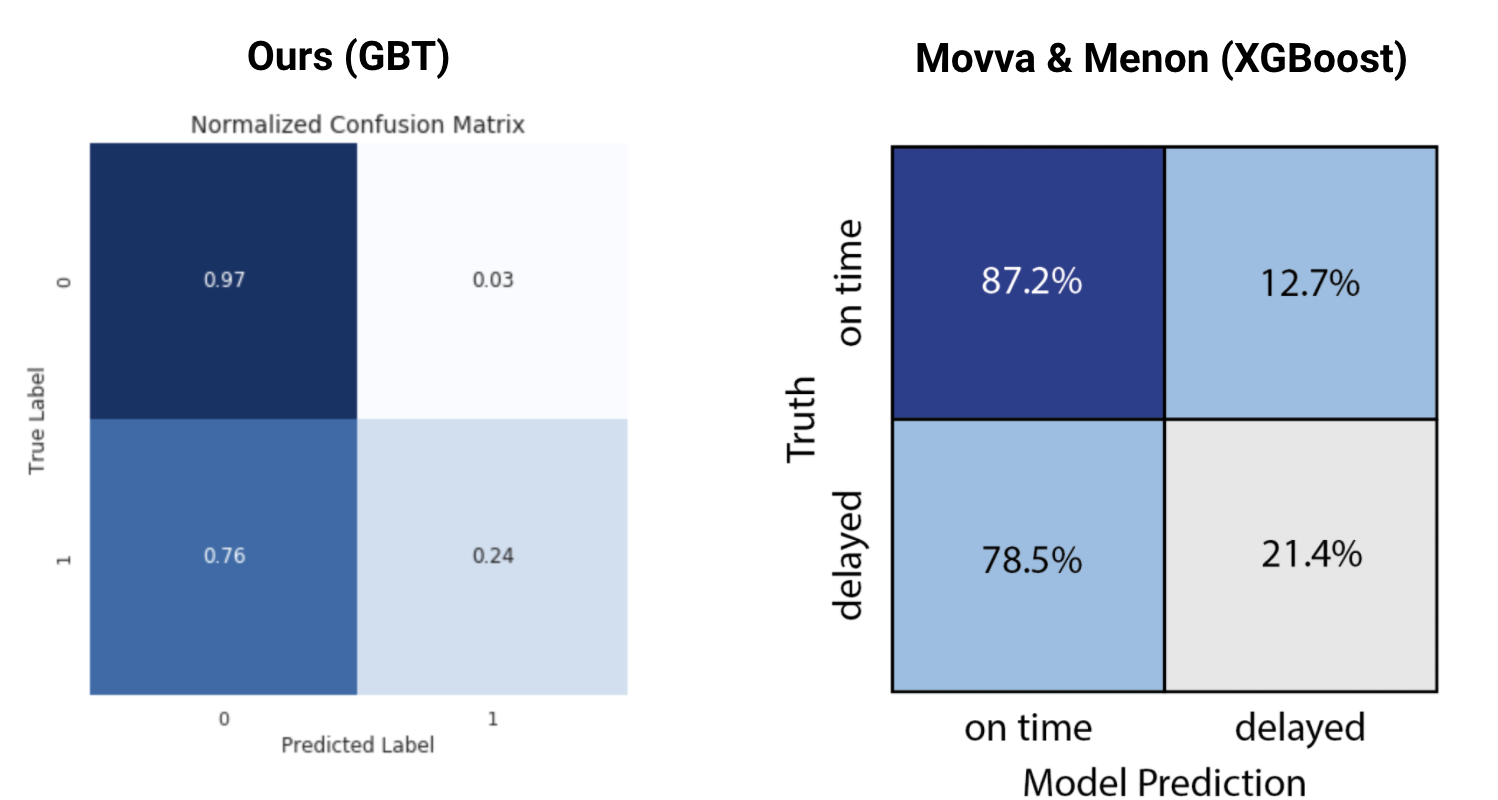 Ours (GBT)
Normalized Confusion Matrix
True Label
0
0.97
0.03
1
0.76
0.24
0
1
Predicted Label
Movva & Menon (XGBoost)
Truth
on time
87.2%
12.7%
delayed
78.5%
21.4%
on time
delayed
Model Prediction